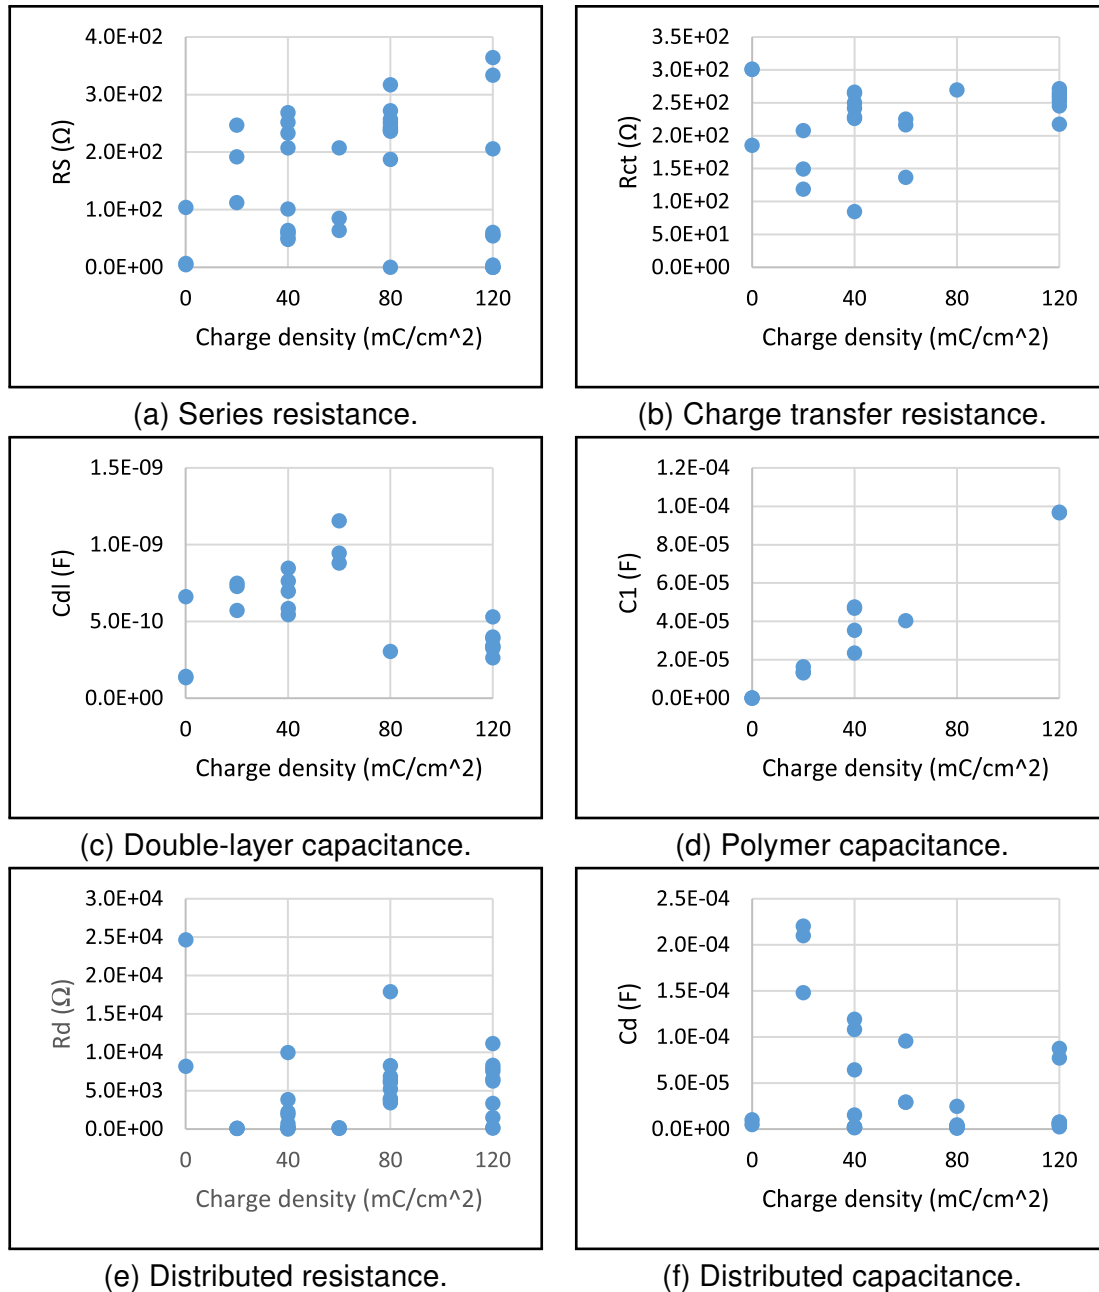 4.0E+02
3.0E+02
2.0E+02
1.0E+02
0.0E+00
RS (Ω)
0 40 80 120
Charge density (mC/cm^2)
(a) Series resistance.
3.5E+02
3.0E+02
2.5E+02
2.0E+02
1.5E+02
1.0E+02
5.0E+01
0.0E+00
Rct (Ω)
0 40 80 120
Charge density (mC/cm^2)
(b) Charge transfer resistance.
1.5E-09
1.0E-09
5.0E-10
0.0E+00
Cdl (F)
0 40 80 120
Charge density (mC/cm^2)
(c) Double-layer capacitance.
1.2E-04
1.0E-04
8.0E-05
6.0E-05
4.0E-05
2.0E-05
0.0E+00
C1 (F)
0 40 80 120
Charge density (mC/cm^2)
(d) Polymer capacitance.
3.0E+04
2.5E+04
2.0E+04
1.5E+04
1.0E+04
5.0E+03
0.0E+00
Rd (Ω)
0 40 80 120
Charge density (mC/cm^2)
(e) Distributed resistance.
2.5E-04
2.0E-04
1.5E-04
1.0E-04
5.0E-05
0.0E+00
Cd (F)
0 40 80 120
Charge density (mC/cm^2)
(f) Distributed capacitance.